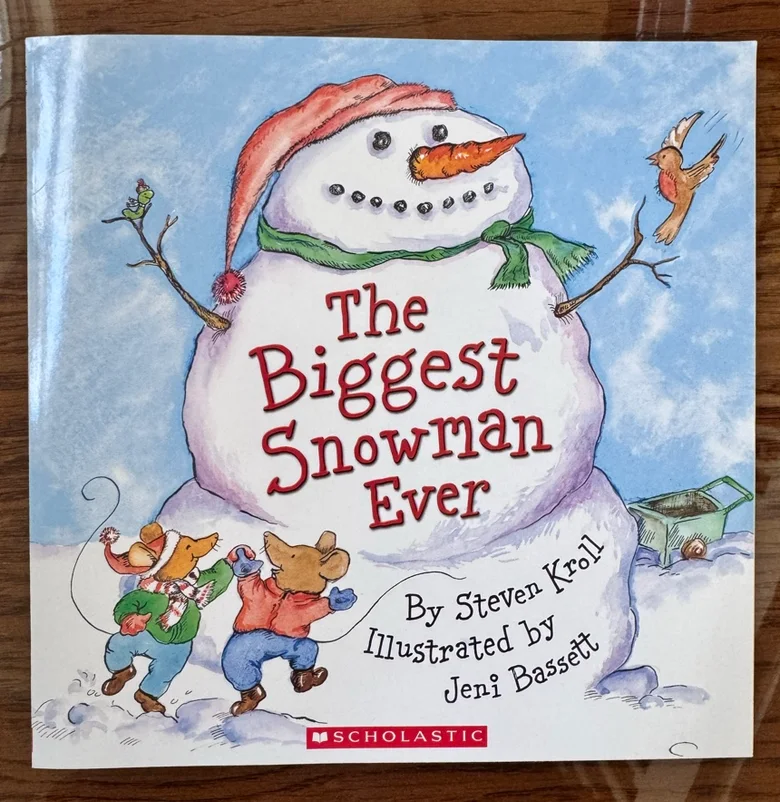 The
Biggest
Snowman
Ever
By Steven Kroll
Illustrated by
Jeni Bassett
SCHOLASTIC